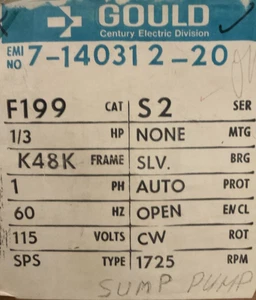 GOULD
Century Electric Division
EMI NO 7-140312-20
F199 CAT S2 SER
1/3 HP NONE MTG
K48K FRAME SLV. BRG
1 PH AUTO PROT
60 HZ OPEN ENCL
115 VOLTS CW ROT
SPS TYPE 1725 RPM
SUMP PUMP